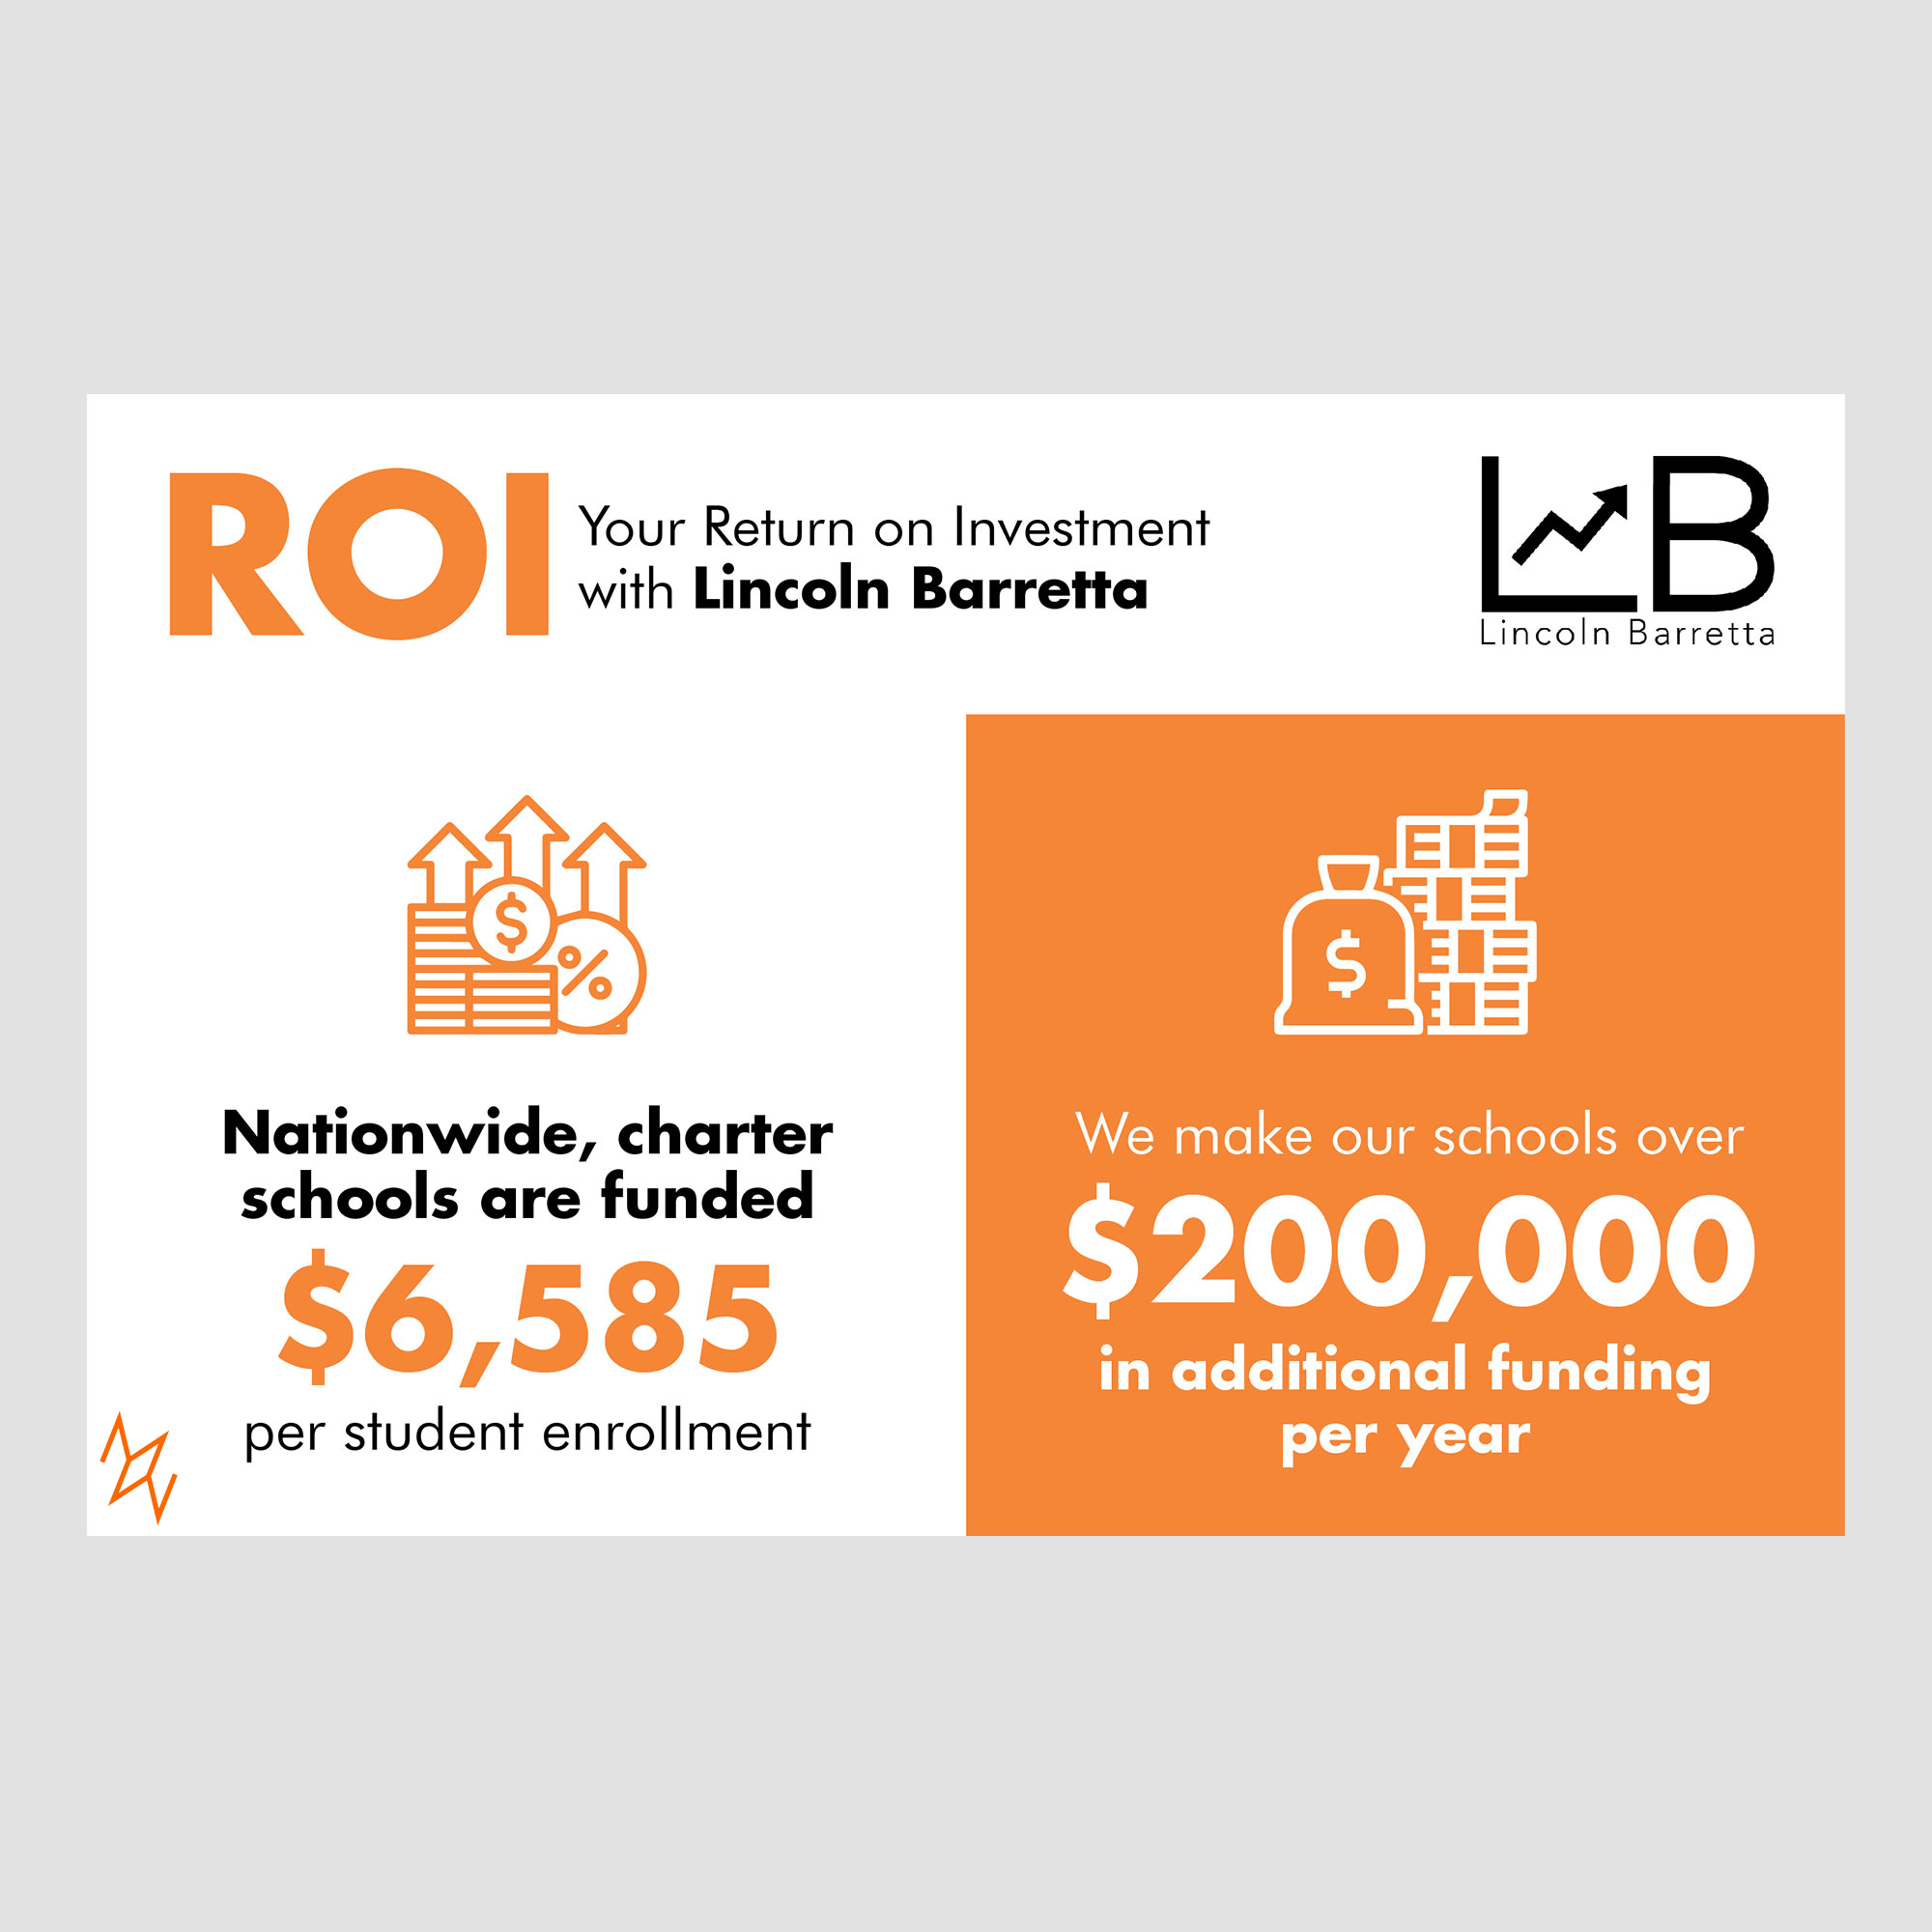 ROI
Your Return on Investment
with Lincoln Barretta
LB
Lincoln Barretta
$
%
Nationwide, charter
schools are funded
$6,585
per student enrollment
$
We make our schools over
$200,000
in additional funding
per year